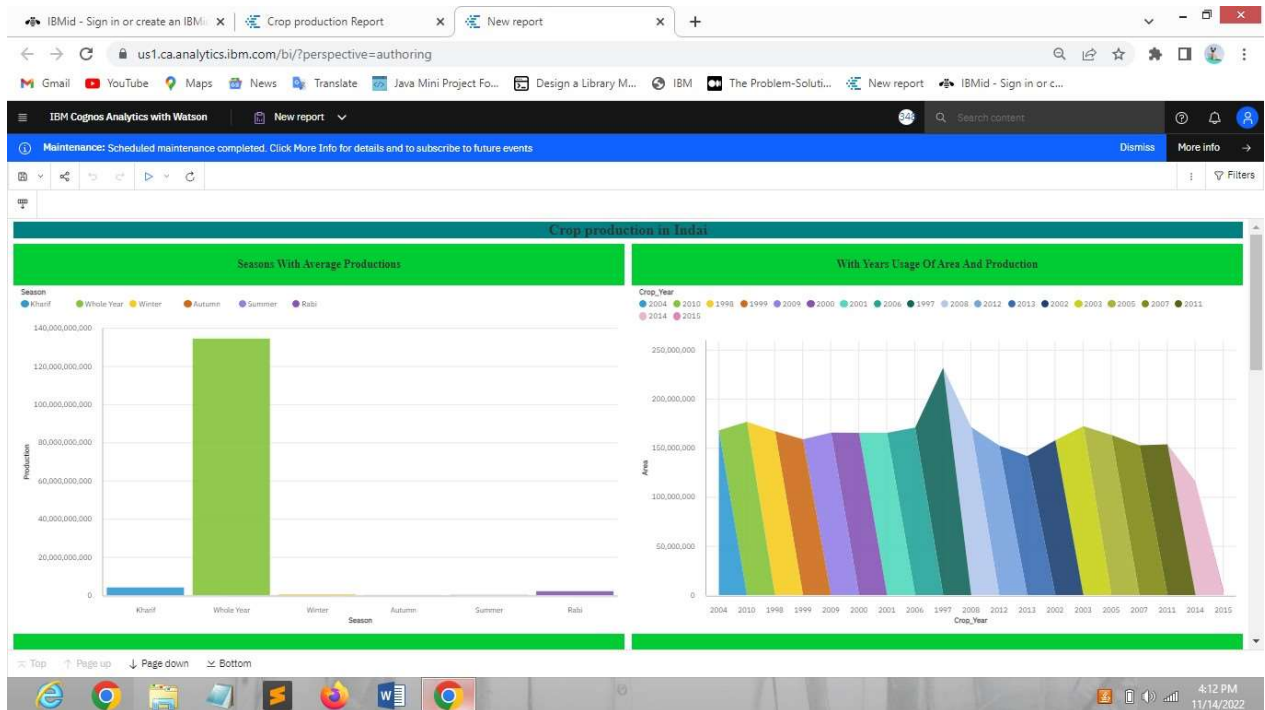 IBMid - Sign in or create an IBMi
Crop production Report
New report
us1.ca.analytics.ibm.com/bi/?perspective=authoring
Gmail YouTube Maps News Translate Java Mini Project Fo... Design a Library M... IBM The Problem-Soluti... New report IBMid - Sign in or c...
IBM Cognos Analytics with Watson New report Search content
Maintenance: Scheduled maintenance completed. Click More Info for details and to subscribe to future events Dismiss More info
Filters
Crop production in Indai
Seasons With Average Productions
Season
Kharif Whole Year Winter Autumn Summer Rabi
140,000,000,000
120,000,000,000
100,000,000,000
80,000,000,000
60,000,000,000
40,000,000,000
20,000,000,000
0
Production
Kharif Whole Year Winter Autumn Summer Rabi
Season
With Years Usage Of Area And Production
Crop_Year
2004 2010 1998 1999 2009 2000 2001 2006 1997 2008 2012 2013 2002 2003 2005 2007 2011
2014 2015
250,000,000
200,000,000
150,000,000
100,000,000
50,000,000
0
Area
2004 2010 1998 1999 2009 2000 2001 2006 1997 2008 2012 2013 2002 2003 2005 2007 2011 2014 2015
Crop_Year
Top Page up Page down Bottom
4:12 PM
11/14/2022